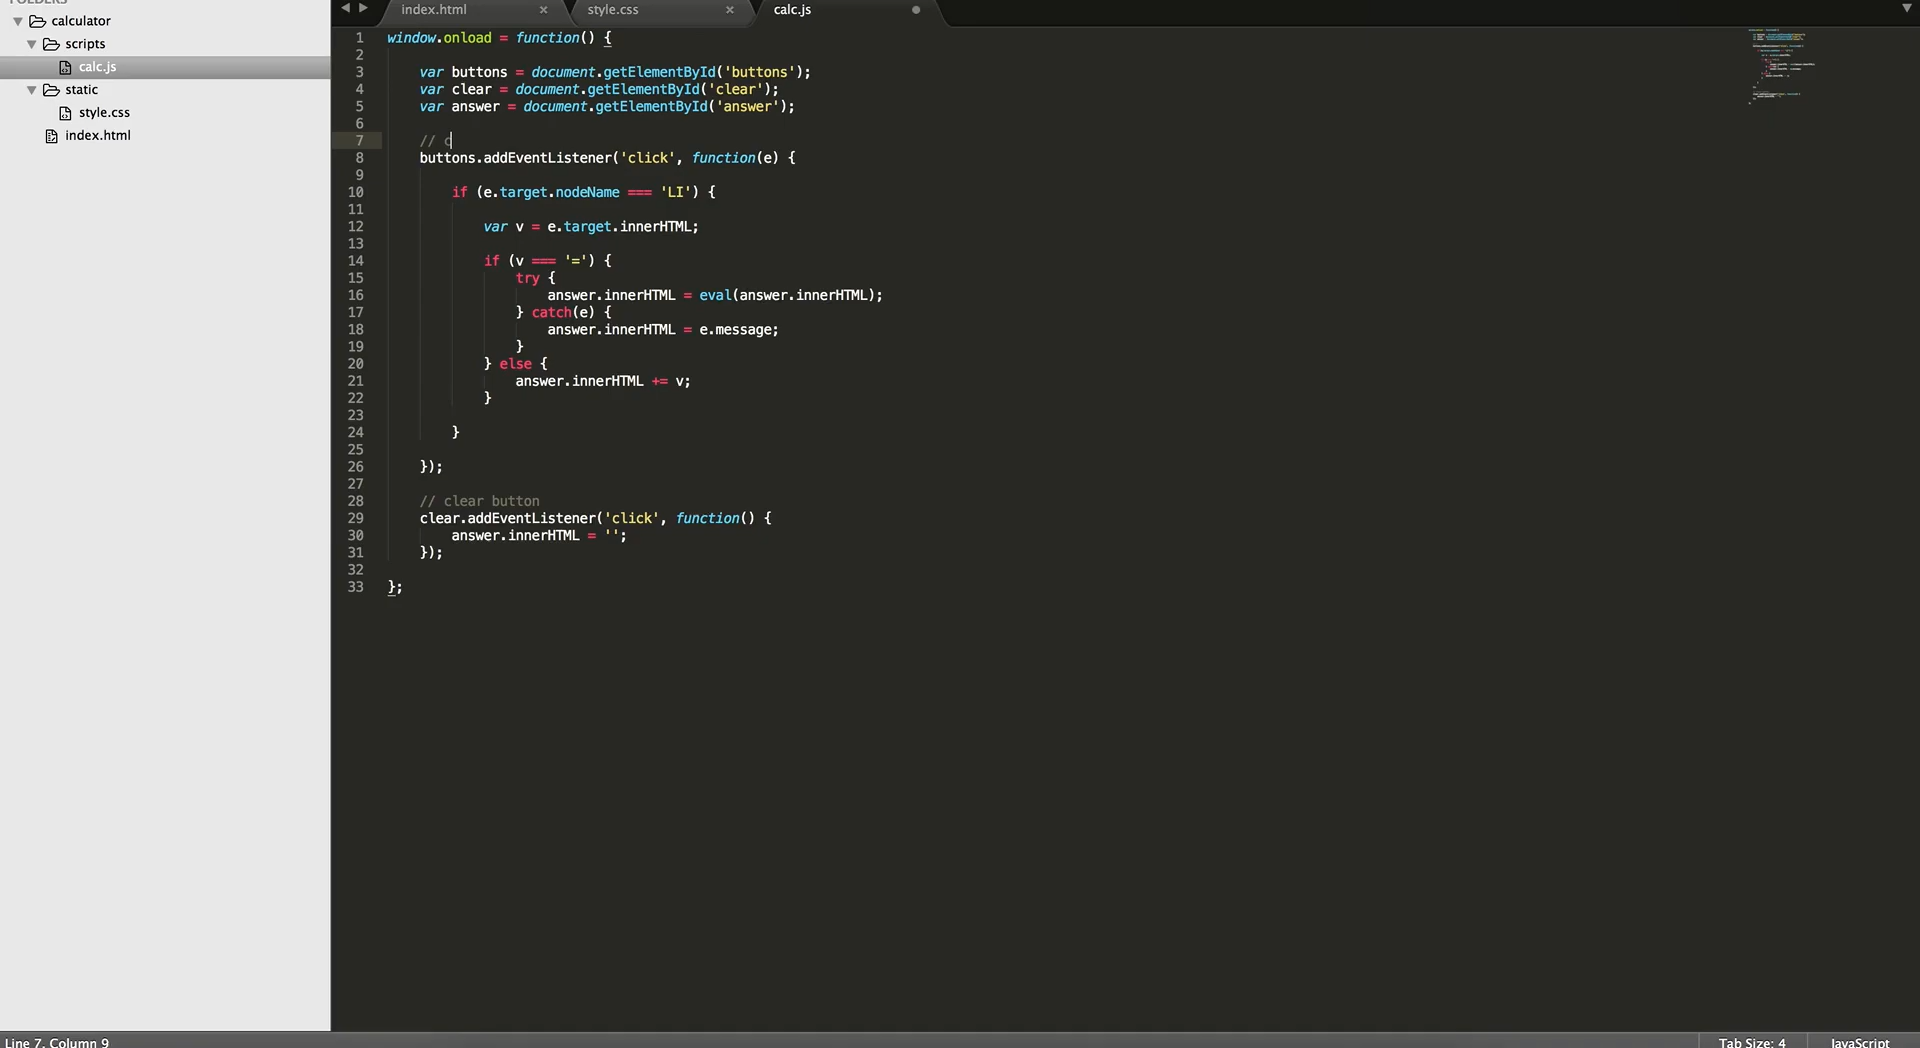 FOLDERS
calculator
scripts
calc.js
static
style.css
index.html
index.html × style.css × calc.js
1 window.onload = function() {
2
3 var buttons = document.getElementById('buttons');
4 var clear = document.getElementById('clear');
5 var answer = document.getElementById('answer');
6
7 // c
8 buttons.addEventListener('click', function(e) {
9
10 if (e.target.nodeName === 'LI') {
11
12 var v = e.target.innerHTML;
13
14 if (v === '=') {
15 try {
16 answer.innerHTML = eval(answer.innerHTML);
17 } catch(e) {
18 answer.innerHTML = e.message;
19 }
20 } else {
21 answer.innerHTML += v;
22 }
23
24 }
25
26 });
27
28 // clear button
29 clear.addEventListener('click', function() {
30 answer.innerHTML = '';
31 });
32
33 };
Line 7, Column 9
Tab Size: 4 JavaScript